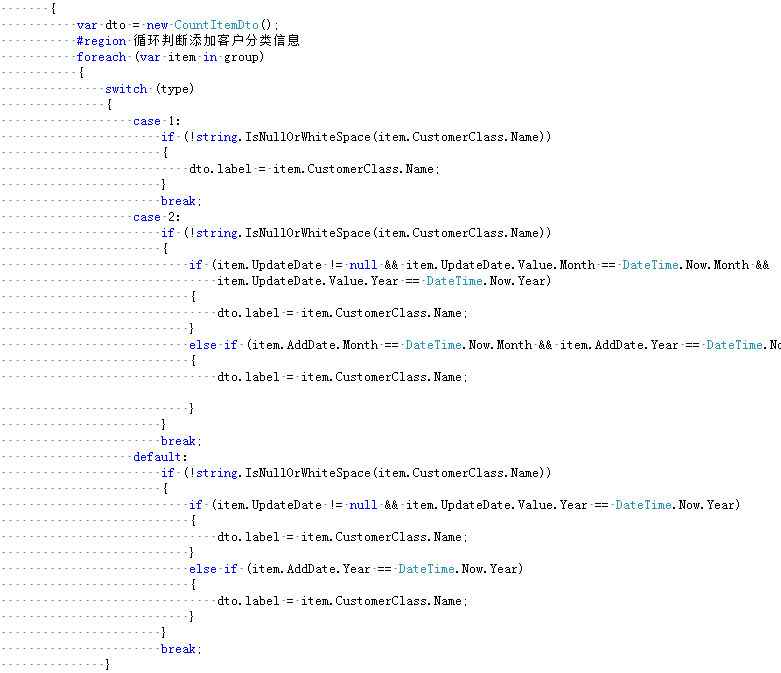 {
var dto = new CountItemDto();
#region 循环判断添加客户分类信息
foreach (var item in group)
{
switch (type)
{
case 1:
if (!string.IsNullOrWhiteSpace(item.CustomerClass.Name))
{
dto.label = item.CustomerClass.Name;
}
break;
case 2:
if (!string.IsNullOrWhiteSpace(item.CustomerClass.Name))
{
if (item.UpdateDate != null && item.UpdateDate.Value.Month == DateTime.Now.Month &&
item.UpdateDate.Value.Year == DateTime.Now.Year)
{
dto.label = item.CustomerClass.Name;
}
else if (item.AddDate.Month == DateTime.Now.Month && item.AddDate.Year == DateTime.
{
dto.label = item.CustomerClass.Name;
}
}
break;
default:
if (!string.IsNullOrWhiteSpace(item.CustomerClass.Name))
{
if (item.UpdateDate != null && item.UpdateDate.Value.Year == DateTime.Now.Year)
{
dto.label = item.CustomerClass.Name;
}
else if (item.AddDate.Year == DateTime.Now.Year)
{
dto.label = item.CustomerClass.Name;
}
}
break;
}